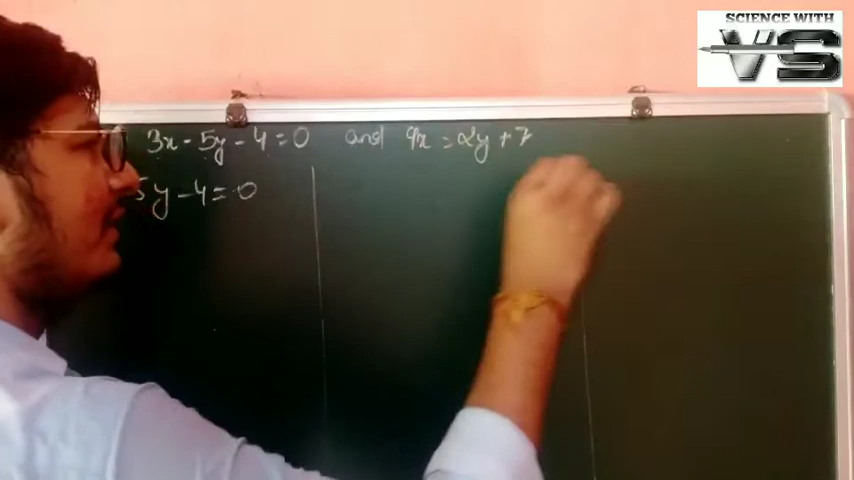 SCIENCE WITH
VS
3x - 5y - 4 = 0 and 9x = 2y + 7
5y - 4 = 0